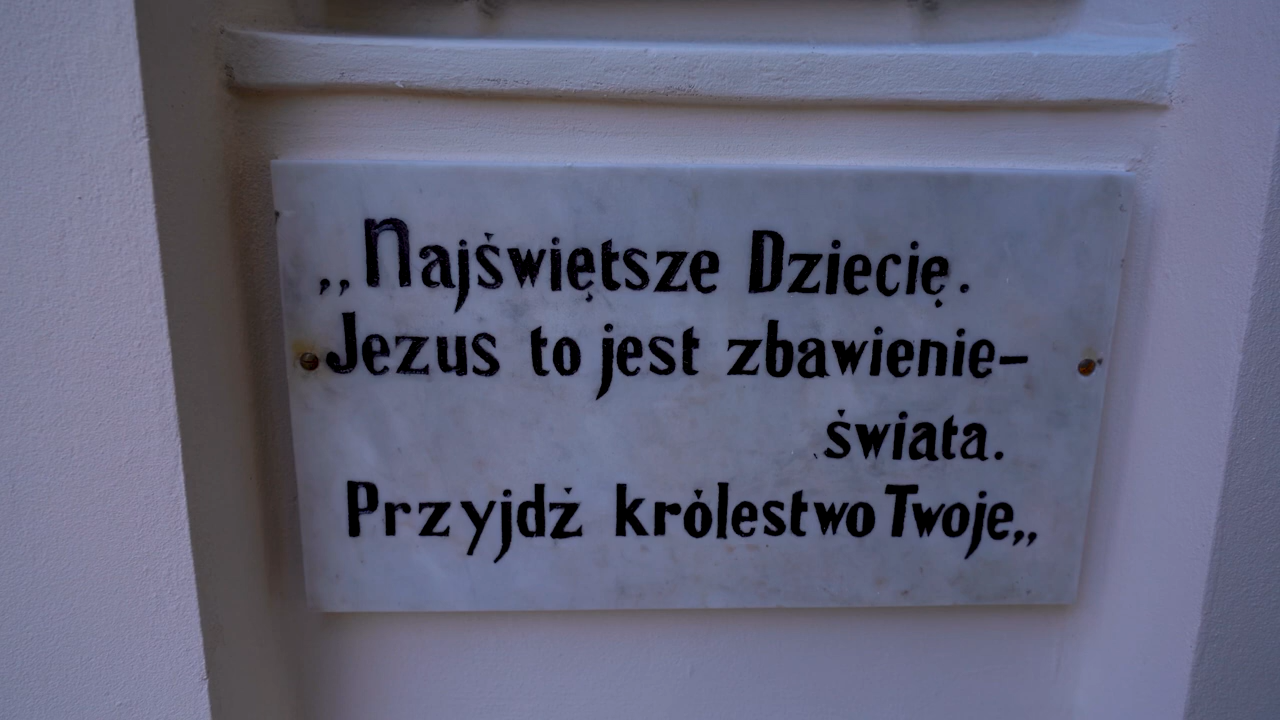 ,,Najświętsze Dziecię.
Jezus to jest zbawienie-
świata.
Przyjdź królestwo Twoje,,